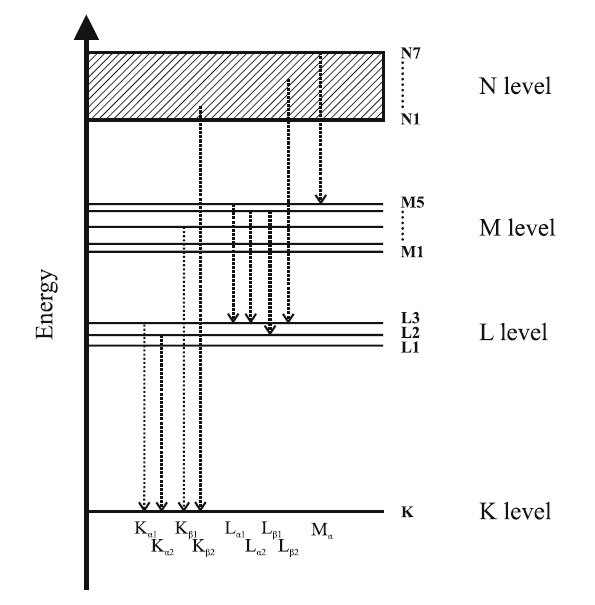 N7
N level
N1
M5
M level
M1
Energy
L3
L2
L level
L1
K
K level
Kα1 Kβ1 Lα1 Lβ1 Mα
Kα2 Kβ2 Lα2 Lβ2